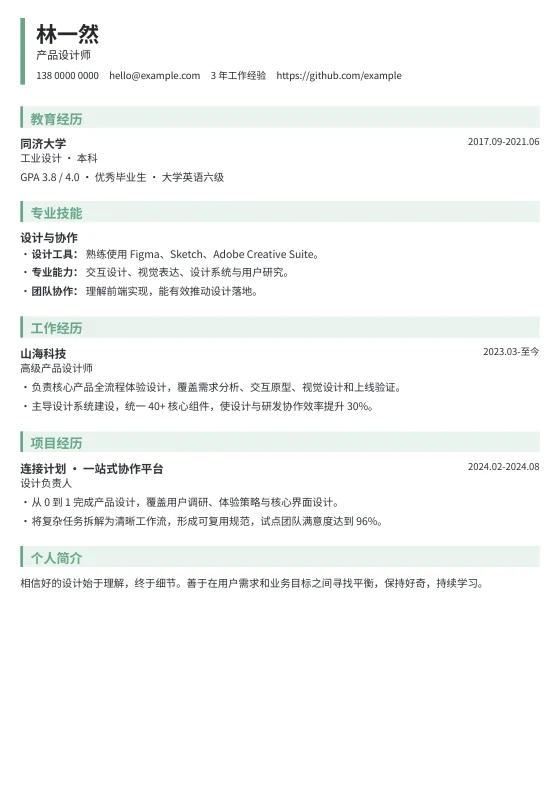 林一然
产品设计师
138 0000 0000 hello@example.com 3 年工作经验 https://github.com/example
教育经历
同济大学 2017.09-2021.06
工业设计 • 本科
GPA 3.8 / 4.0 • 优秀毕业生 • 大学英语六级
专业技能
设计与协作
• 设计工具： 熟练使用 Figma、Sketch、Adobe Creative Suite。
• 专业能力： 交互设计、视觉表达、设计系统与用户研究。
• 团队协作： 理解前端实现，能有效推动设计落地。
工作经历
山海科技 2023.03-至今
高级产品设计师
• 负责核心产品全流程体验设计，覆盖需求分析、交互原型、视觉设计和上线验证。
• 主导设计系统建设，统一 40+ 核心组件，使设计与研发协作效率提升 30%。
项目经历
连接计划 • 一站式协作平台 2024.02-2024.08
设计负责人
• 从 0 到 1 完成产品设计，覆盖用户调研、体验策略与核心界面设计。
• 将复杂任务拆解为清晰工作流，形成可复用规范，试点团队满意度达到 96%。
个人简介
相信好的设计始于理解，终于细节。善于在用户需求和业务目标之间寻找平衡，保持好奇，持续学习。